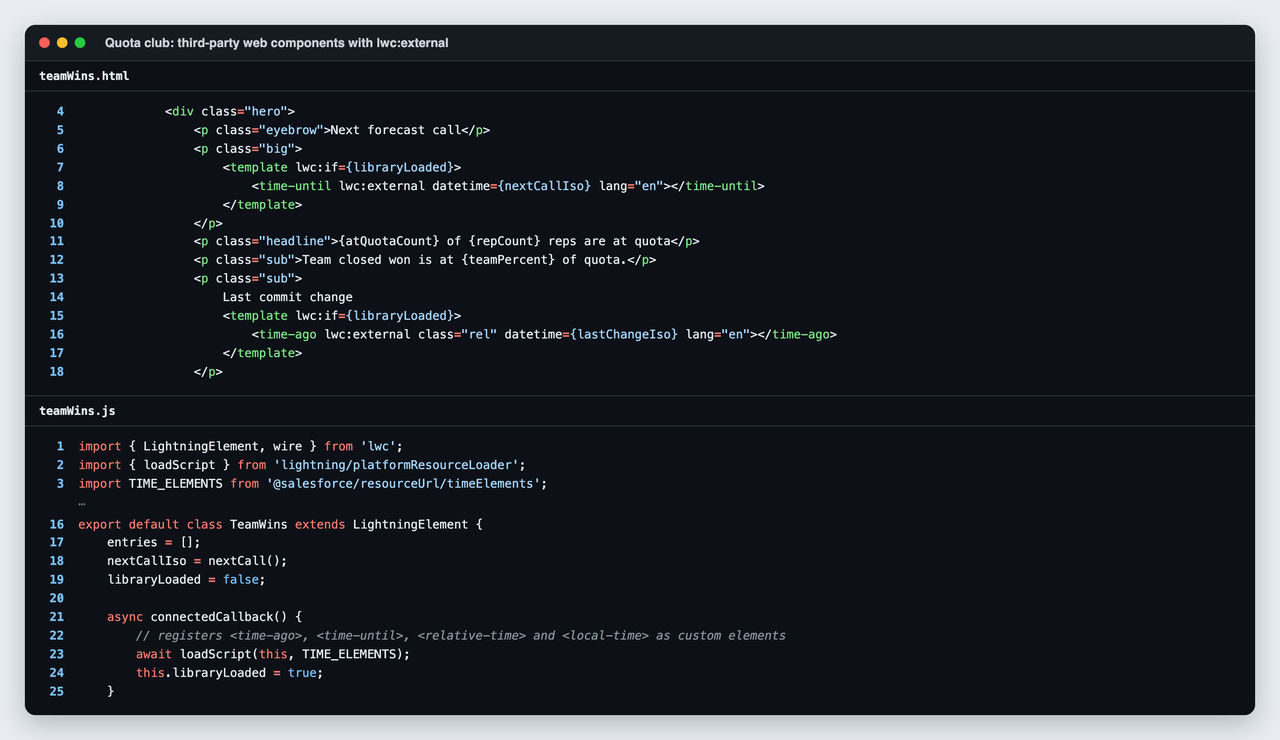 Quota club: third-party web components with lwc:external
teamWins.html
4 <div class="hero">
5 <p class="eyebrow">Next forecast call</p>
6 <p class="big">
7 <template lwc:if={libraryLoaded}>
8 <time-until lwc:external datetime={nextCallIso} lang="en"></time-until>
9 </template>
10 </p>
11 <p class="headline">{atQuotaCount} of {repCount} reps are at quota</p>
12 <p class="sub">Team closed won is at {teamPercent} of quota.</p>
13 <p class="sub">
14 Last commit change
15 <template lwc:if={libraryLoaded}>
16 <time-ago lwc:external class="rel" datetime={lastChangeIso} lang="en"></time-ago>
17 </template>
18 </p>
teamWins.js
1 import { LightningElement, wire } from 'lwc';
2 import { loadScript } from 'lightning/platformResourceLoader';
3 import TIME_ELEMENTS from '@salesforce/resourceUrl/timeElements';
…
16 export default class TeamWins extends LightningElement {
17 entries = [];
18 nextCallIso = nextCall();
19 libraryLoaded = false;
20
21 async connectedCallback() {
22 // registers <time-ago>, <time-until>, <relative-time> and <local-time> as custom elements
23 await loadScript(this, TIME_ELEMENTS);
24 this.libraryLoaded = true;
25 }